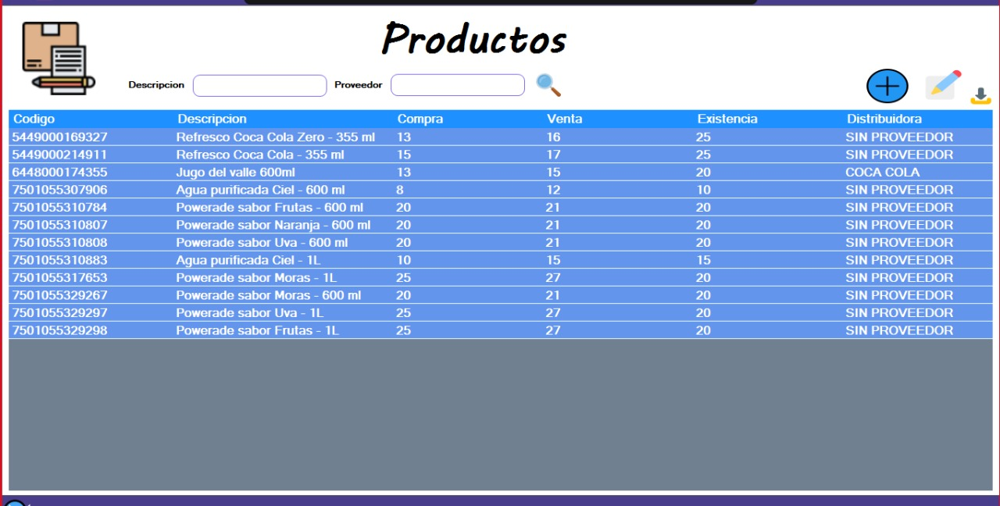 Productos
Descripcion Proveedor
Codigo Descripcion Compra Venta Existencia Distribuidora
5449000169327 Refresco Coca Cola Zero - 355 ml 13 16 25 SIN PROVEEDOR
5449000214911 Refresco Coca Cola - 355 ml 15 17 25 SIN PROVEEDOR
6448000174355 Jugo del valle 600ml 13 15 20 COCA COLA
7501055307906 Agua purificada Ciel - 600 ml 8 12 10 SIN PROVEEDOR
7501055310784 Powerade sabor Frutas - 600 ml 20 21 20 SIN PROVEEDOR
7501055310807 Powerade sabor Naranja - 600 ml 20 21 20 SIN PROVEEDOR
7501055310808 Powerade sabor Uva - 600 ml 20 21 20 SIN PROVEEDOR
7501055310883 Agua purificada Ciel - 1L 10 15 15 SIN PROVEEDOR
7501055317653 Powerade sabor Moras - 1L 25 27 20 SIN PROVEEDOR
7501055329267 Powerade sabor Moras - 600 ml 20 21 20 SIN PROVEEDOR
7501055329297 Powerade sabor Uva - 1L 25 27 20 SIN PROVEEDOR
7501055329298 Powerade sabor Frutas - 1L 25 27 20 SIN PROVEEDOR